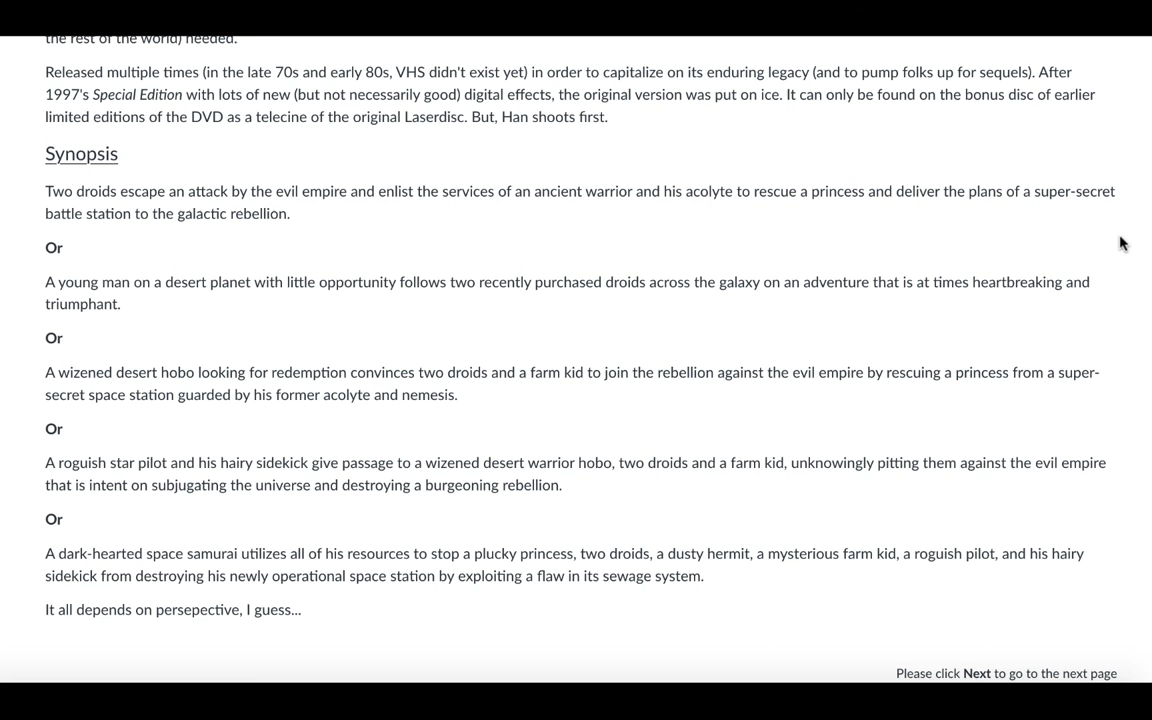 the rest of the world) needed.
Released multiple times (in the late 70s and early 80s, VHS didn't exist yet) in order to capitalize on its enduring legacy (and to pump folks up for sequels). After
1997's Special Edition with lots of new (but not necessarily good) digital effects, the original version was put on ice. It can only be found on the bonus disc of earlier
limited editions of the DVD as a telecine of the original Laserdisc. But, Han shoots first.
Synopsis
Two droids escape an attack by the evil empire and enlist the services of an ancient warrior and his acolyte to rescue a princess and deliver the plans of a super-secret
battle station to the galactic rebellion.
Or
A young man on a desert planet with little opportunity follows two recently purchased droids across the galaxy on an adventure that is at times heartbreaking and
triumphant.
Or
A wizened desert hobo looking for redemption convinces two droids and a farm kid to join the rebellion against the evil empire by rescuing a princess from a super-
secret space station guarded by his former acolyte and nemesis.
Or
A roguish star pilot and his hairy sidekick give passage to a wizened desert warrior hobo, two droids and a farm kid, unknowingly pitting them against the evil empire
that is intent on subjugating the universe and destroying a burgeoning rebellion.
Or
A dark-hearted space samurai utilizes all of his resources to stop a plucky princess, two droids, a dusty hermit, a mysterious farm kid, a roguish pilot, and his hairy
sidekick from destroying his newly operational space station by exploiting a flaw in its sewage system.
It all depends on persepective, I guess...
Please click Next to go to the next page